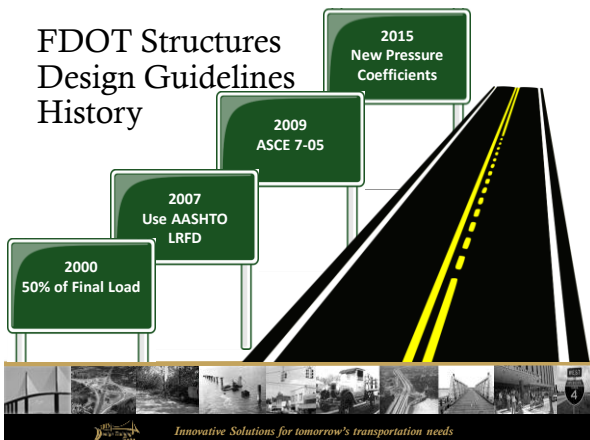 FDOT Structures
Design Guidelines
History
2015
New Pressure
Coefficients
2009
ASCE 7-05
2007
Use AASHTO
LRFD
2000
50% of Final Load
WEST
4
Innovative Solutions for tomorrow's transportation needs